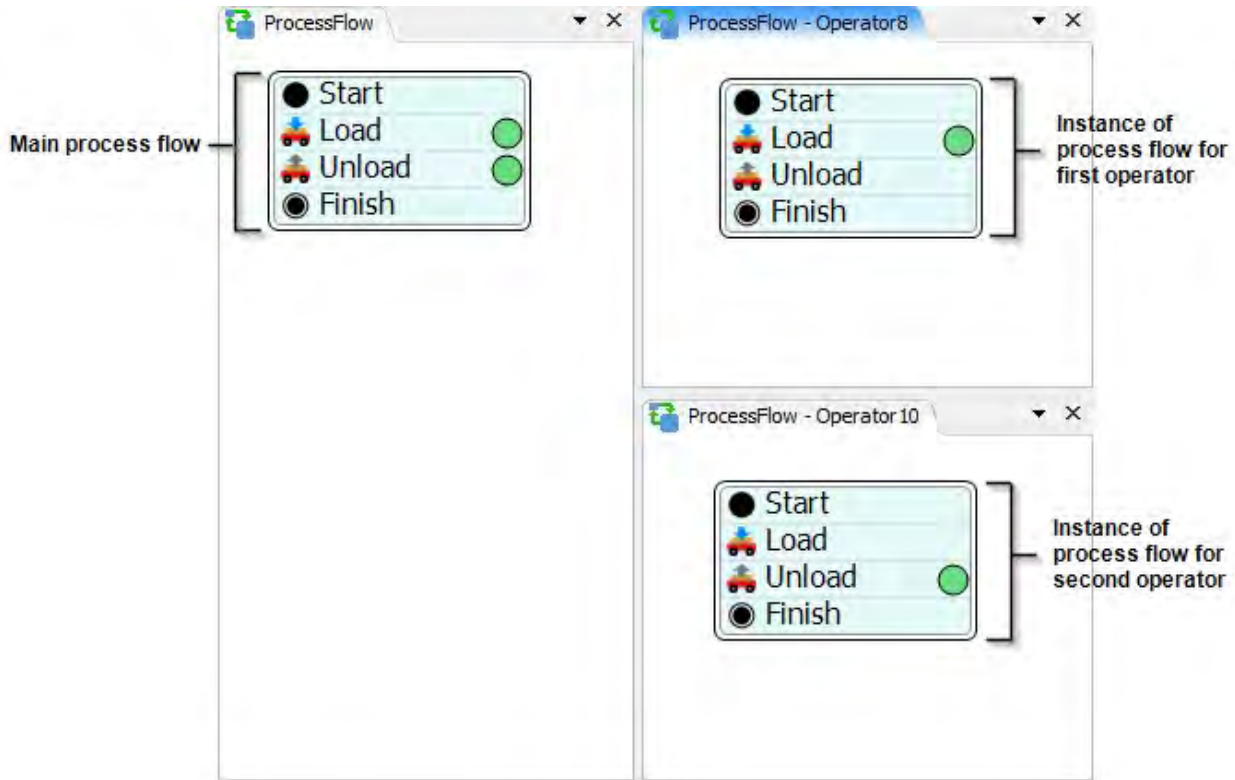 ProcessFlow
Start
Load
Unload
Finish
Main process flow
ProcessFlow - Operator8
Start
Load
Unload
Finish
Instance of
process flow for
first operator
ProcessFlow - Operator10
Start
Load
Unload
Finish
Instance of
process flow for
second operator